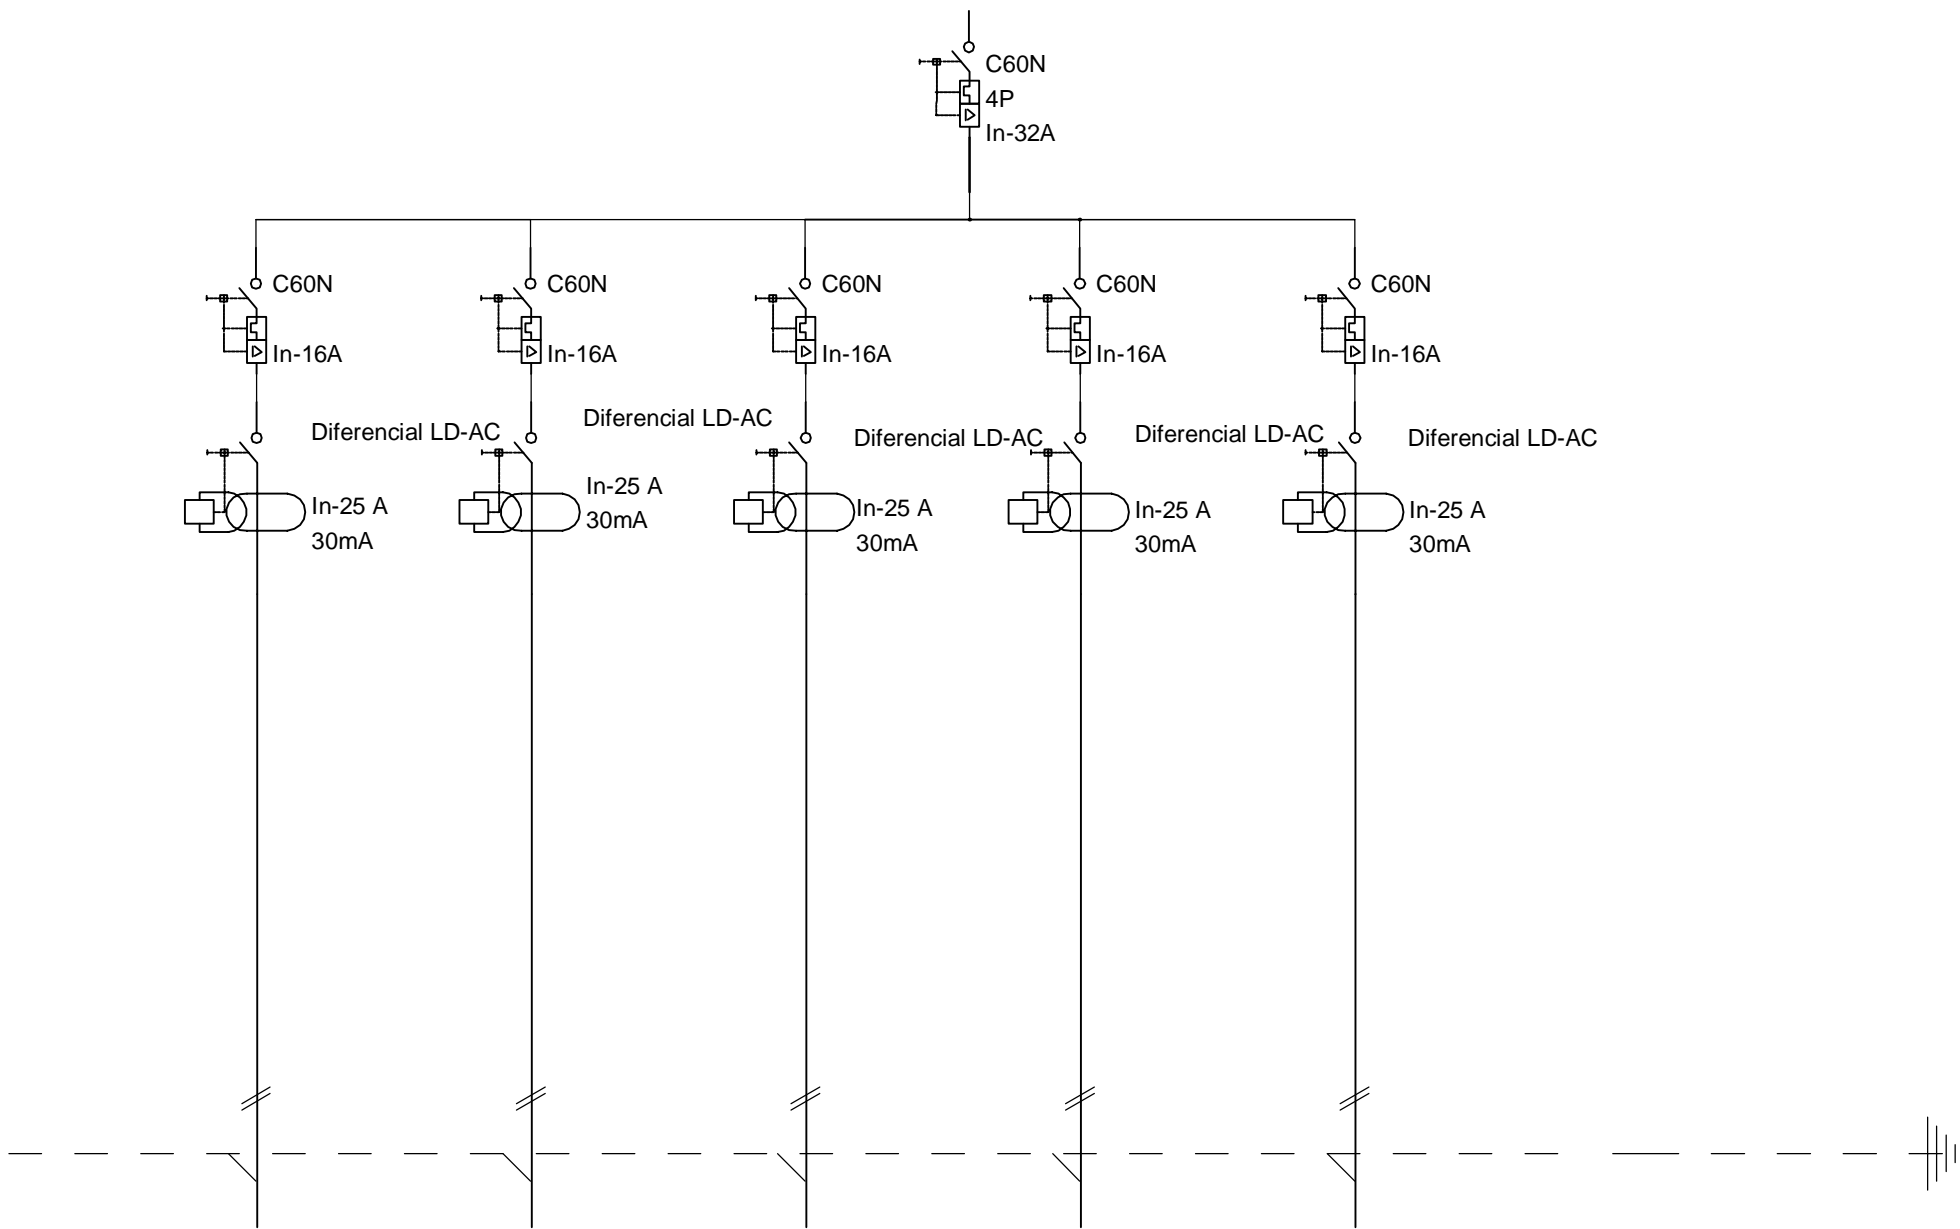 C60N
4P
In-32A
C60N
In-16A
C60N
In-16A
C60N
In-16A
C60N
In-16A
C60N
In-16A
Diferencial LD-AC
In-25 A
30mA
Diferencial LD-AC
In-25 A
30mA
Diferencial LD-AC
In-25 A
30mA
Diferencial LD-AC
In-25 A
30mA
Diferencial LD-AC
In-25 A
30mA